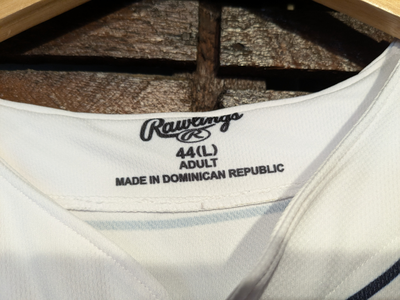 Rawlings
R
44(L)
ADULT
MADE IN DOMINICAN REPUBLIC